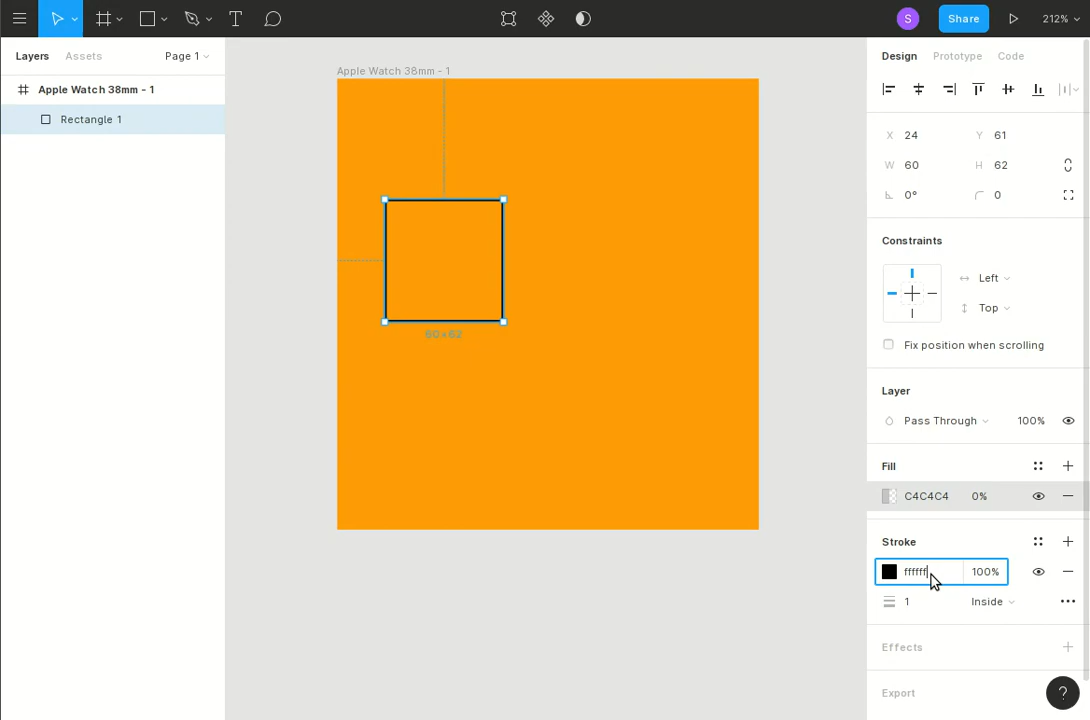 S
Share
212%
Layers
Assets
Page 1
Apple Watch 38mm - 1
Rectangle 1
Apple Watch 38mm - 1
60×62
Design
Prototype
Code
X 24
Y 61
W 60
H 62
0°
0
Constraints
Left
Top
Fix position when scrolling
Layer
Pass Through
100%
Fill
C4C4C4
0%
Stroke
ffffff
100%
1
Inside
Effects
Export
?